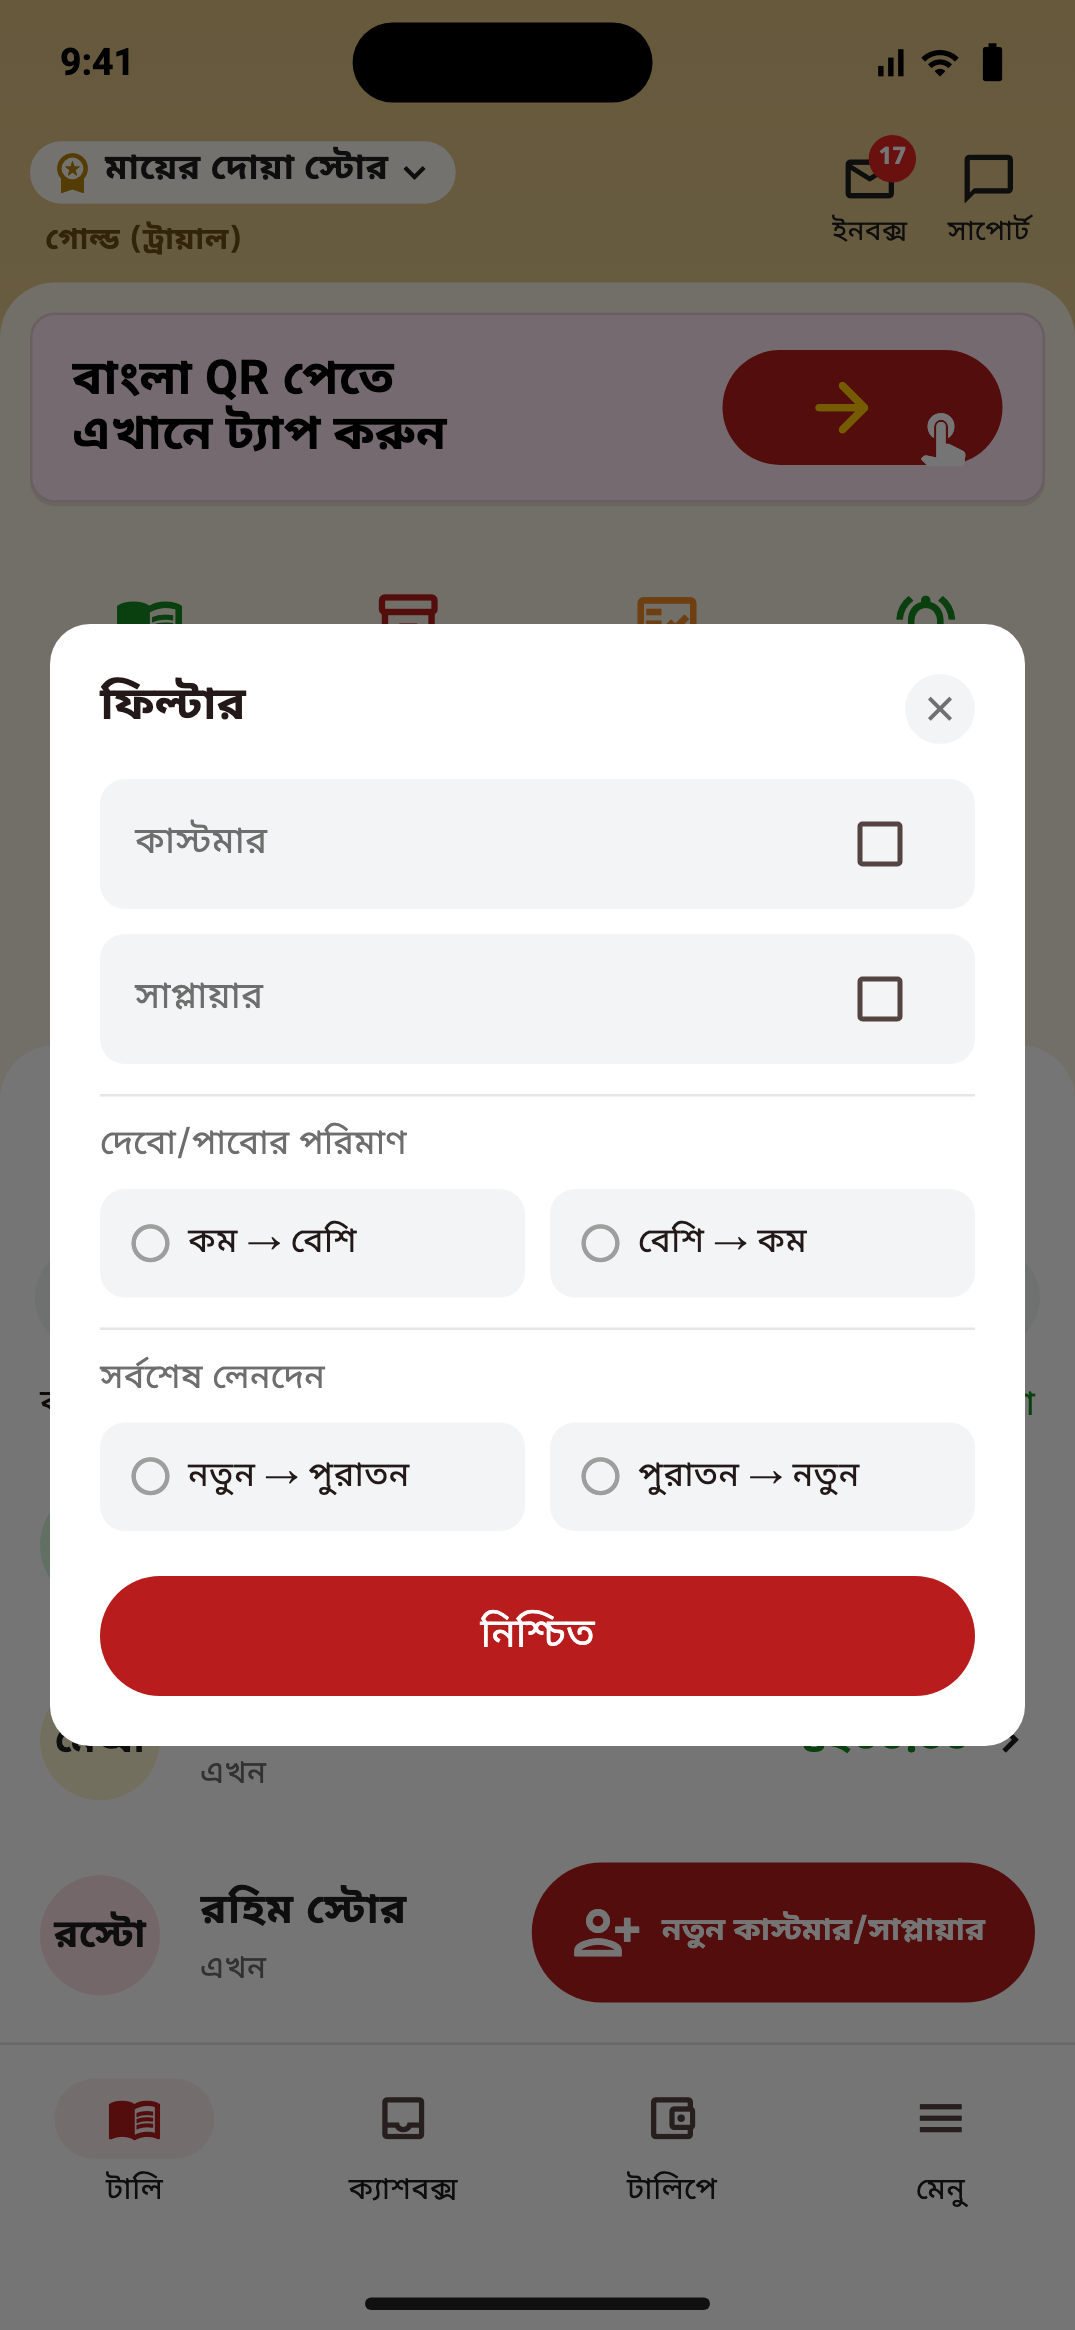 9:41
মায়ের দোয়া স্টোর
17
গোল্ড (ট্রায়াল)
ইনবক্স
সাপোর্ট
বাংলা QR পেতে
এখানে ট্যাপ করুন
ফিল্টার
কাস্টমার
সাপ্লায়ার
দেবো/পাবোর পরিমাণ
কম → বেশি
বেশি → কম
সর্বশেষ লেনদেন
নতুন → পুরাতন
পুরাতন → নতুন
নিশ্চিত
এখন
রস্টো
রহিম স্টোর
এখন
নতুন কাস্টমার/সাপ্লায়ার
টালি
ক্যাশবক্স
টালিপে
মেনু